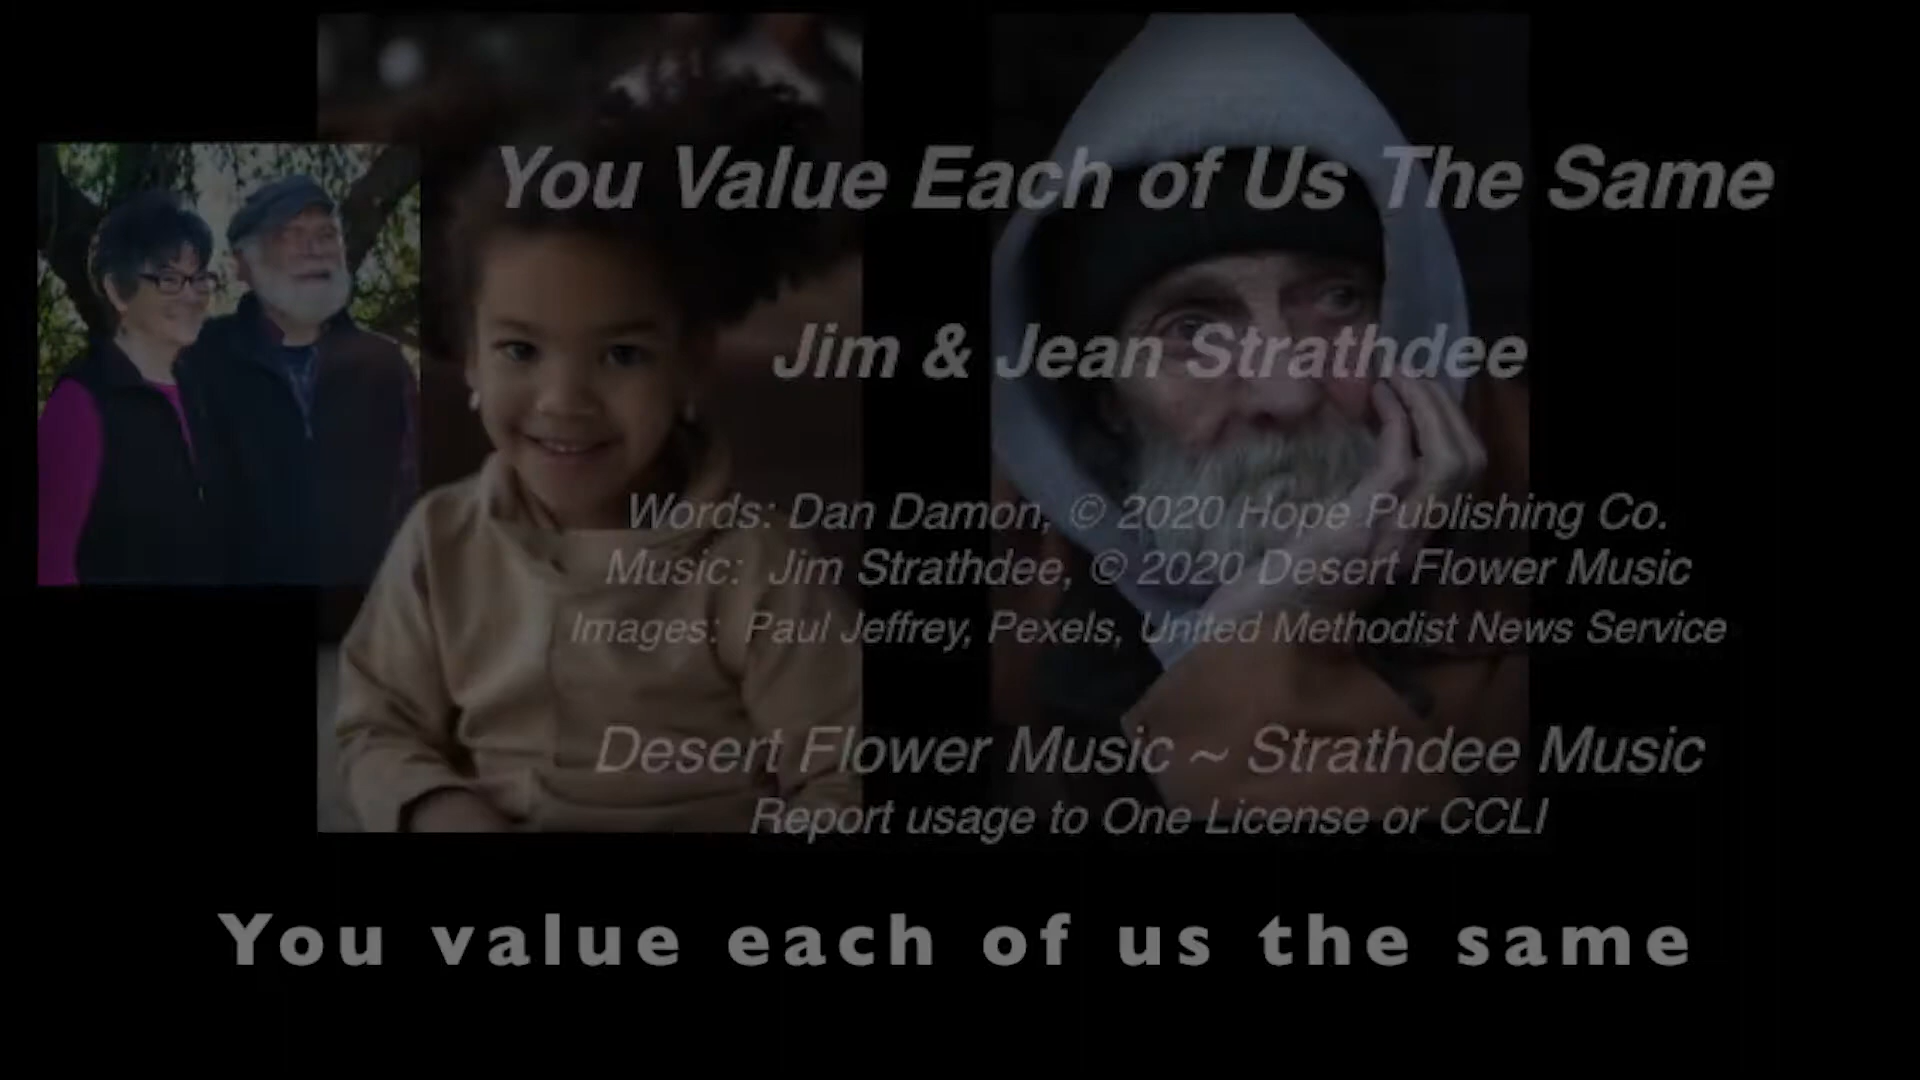 You Value Each of Us The Same
Jim & Jean Strathdee
Words: Dan Damon, © 2020 Hope Publishing Co.
Music: Jim Strathdee, © 2020 Desert Flower Music
Images: Paul Jeffrey, Pexels, United Methodist News Service
Desert Flower Music ~ Strathdee Music
Report usage to One License or CCLI
You value each of us the same